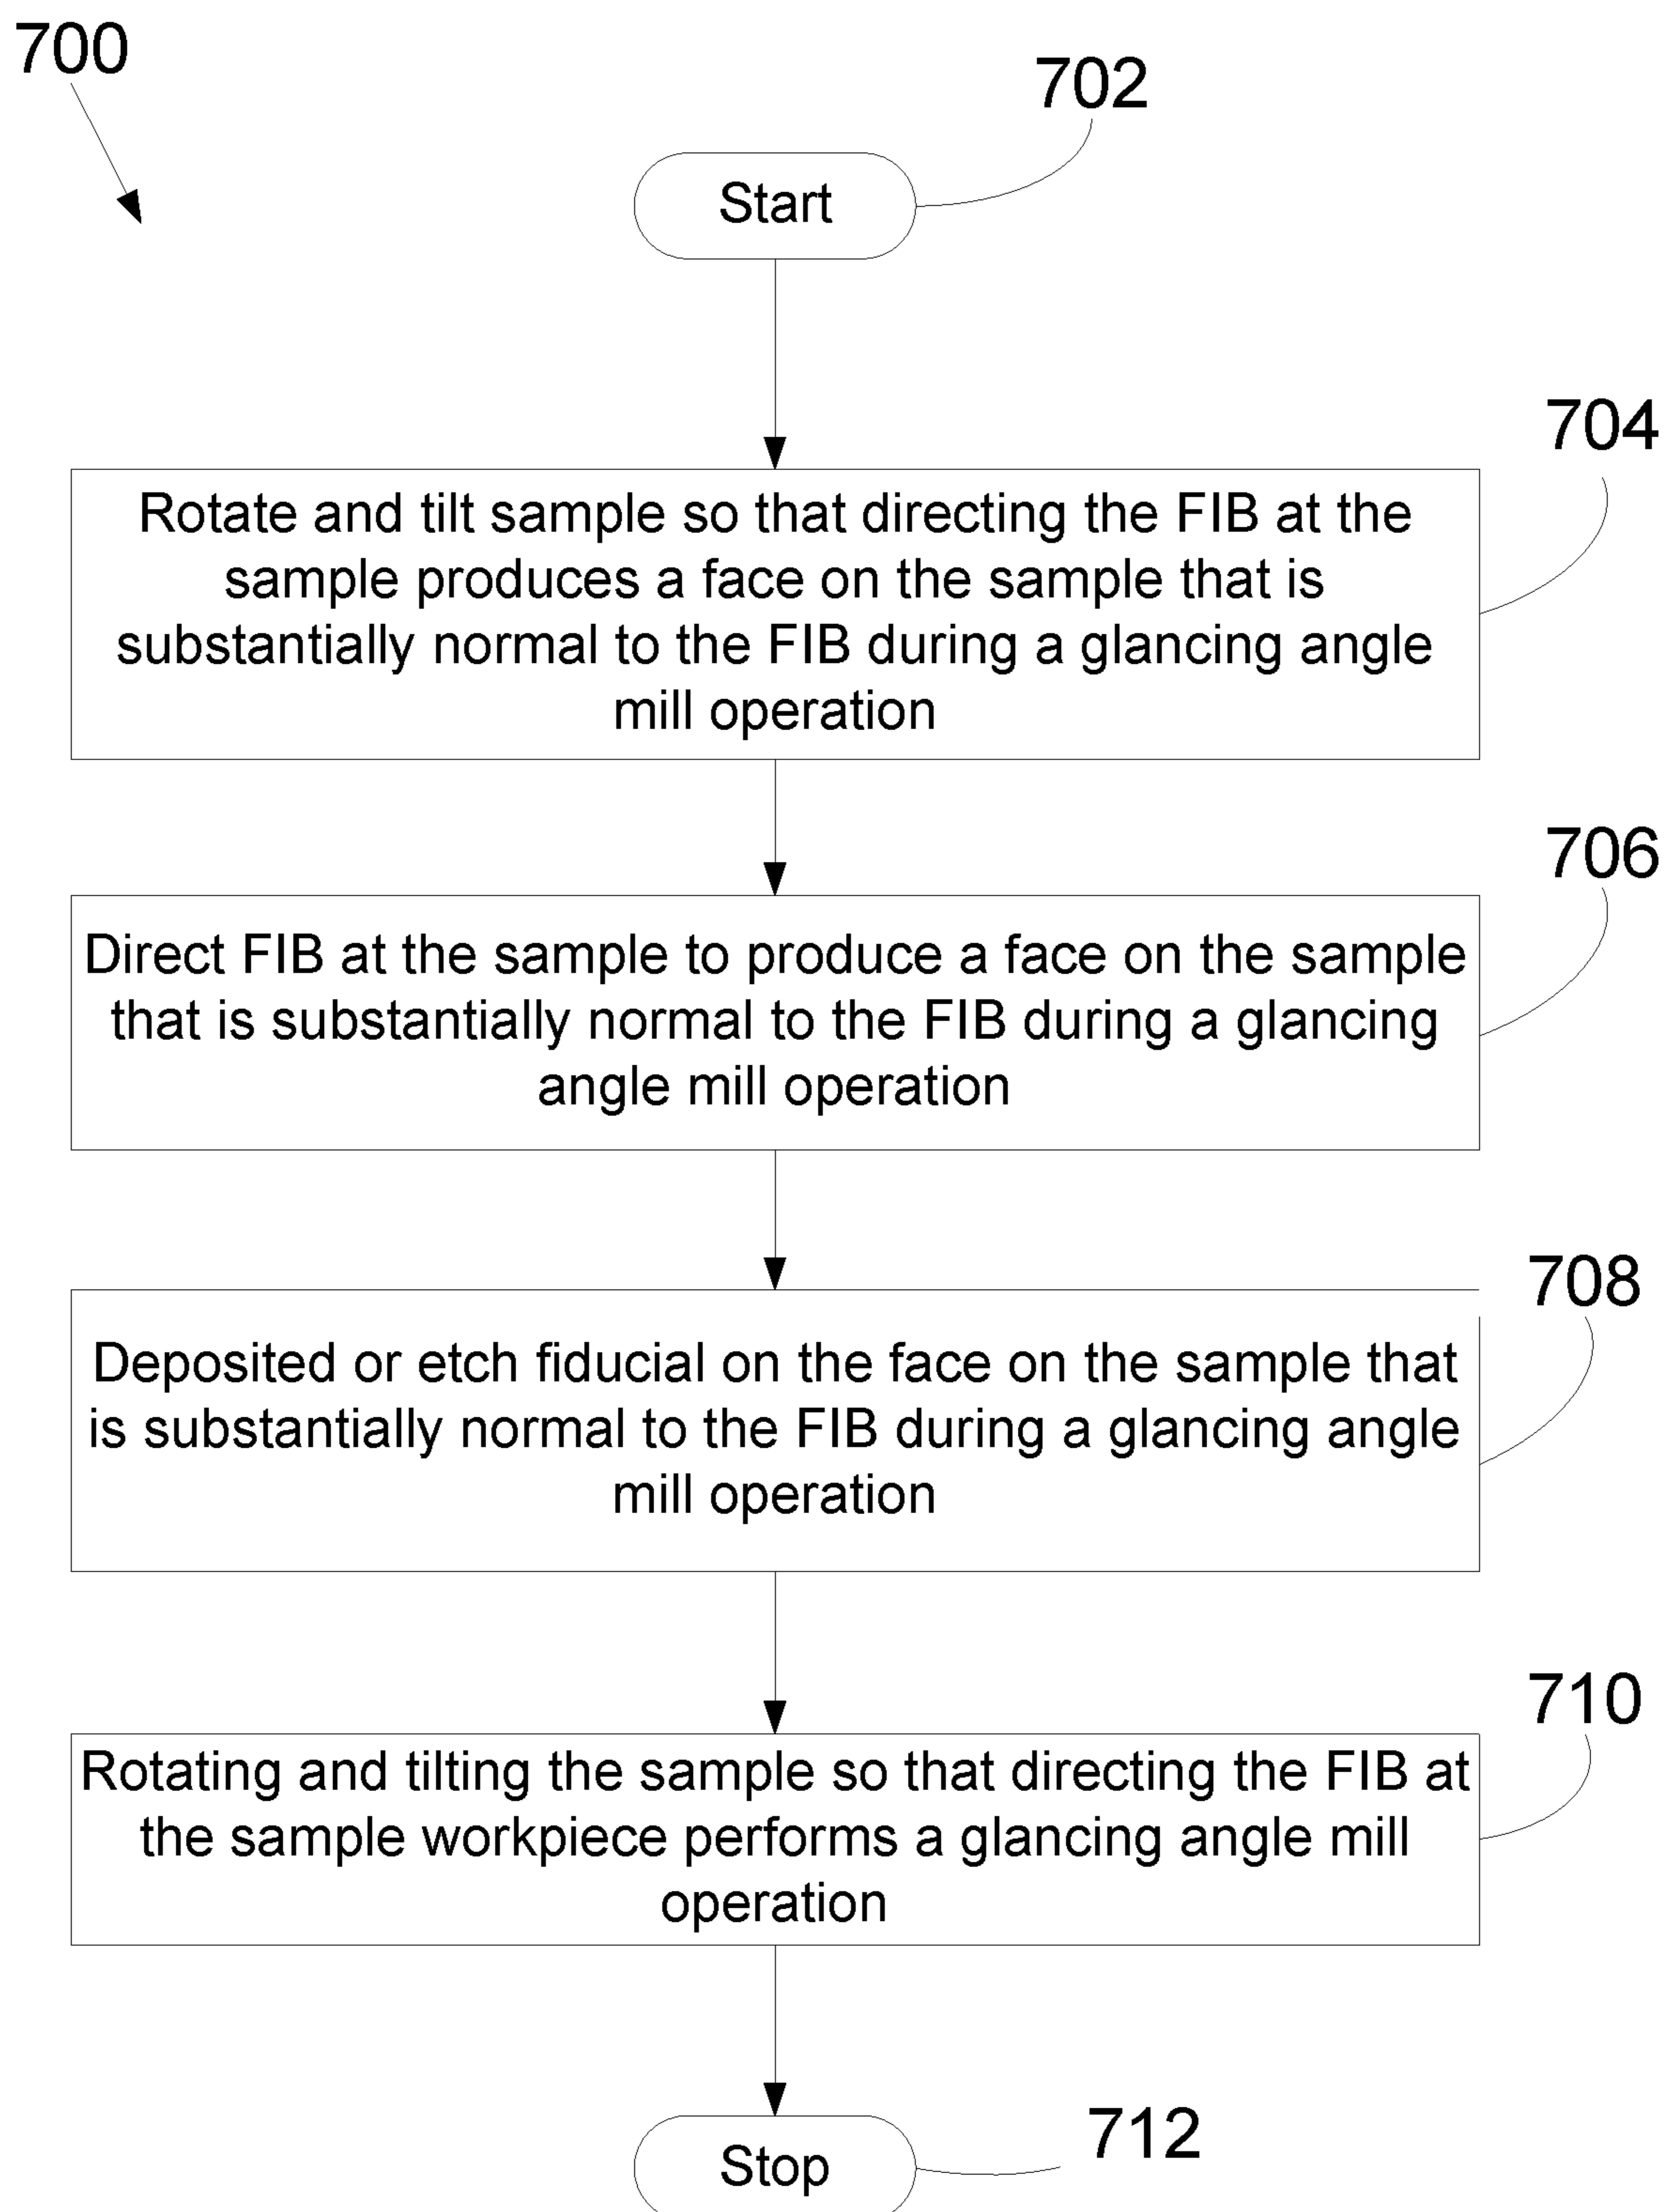 700
702
Start
704
Rotate and tilt sample so that directing the FIB at the
sample produces a face on the sample that is
substantially normal to the FIB during a glancing angle
mill operation
706
Direct FIB at the sample to produce a face on the sample
that is substantially normal to the FIB during a glancing
angle mill operation
708
Deposited or etch fiducial on the face on the sample that
is substantially normal to the FIB during a glancing angle
mill operation
710
Rotating and tilting the sample so that directing the FIB at
the sample workpiece performs a glancing angle mill
operation
712
Stop